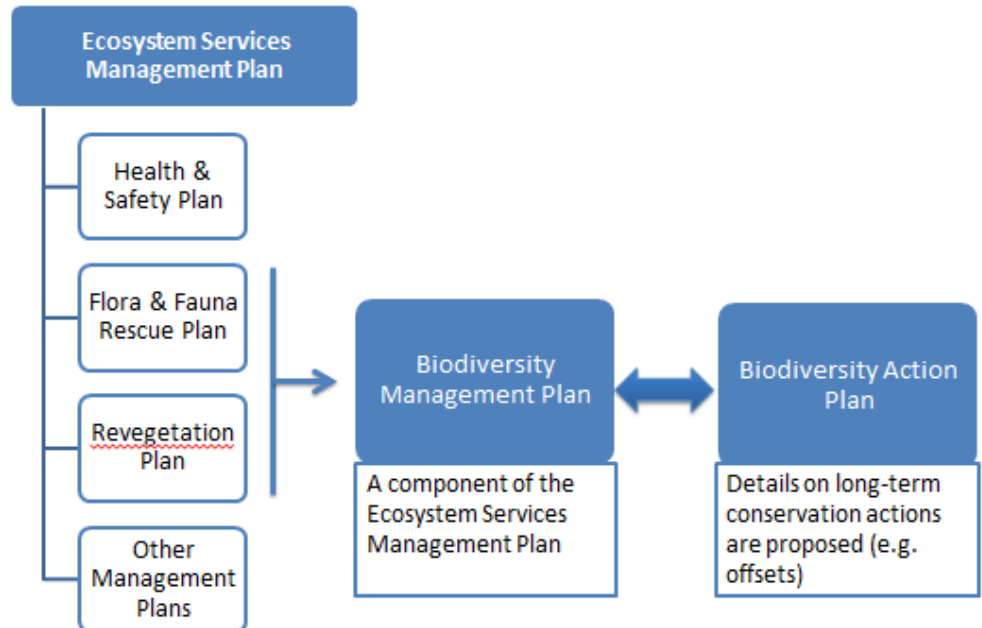 Ecosystem Services
Management Plan
Health &
Safety Plan
Flora & Fauna
Rescue Plan
Revegetation
Plan
Other
Management
Plans
Biodiversity
Management Plan
A component of the
Ecosystem Services
Management Plan
Biodiversity Action
Plan
Details on long-term
conservation actions
are proposed (e.g.
offsets)